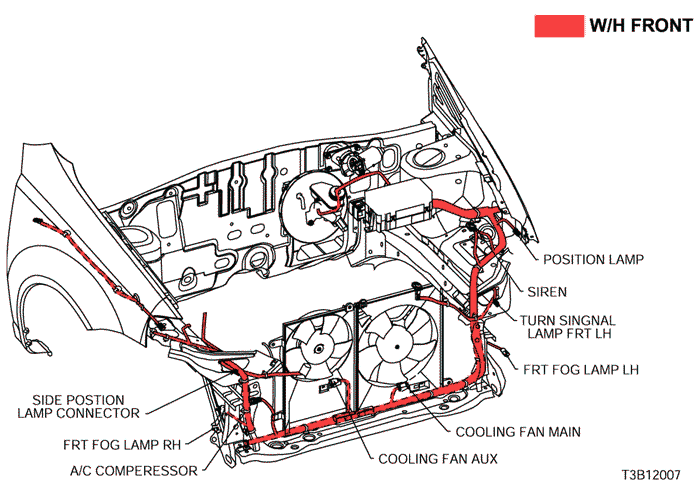 W/H FRONT
POSITION LAMP
SIREN
TURN SINGNAL
LAMP FRT LH
FRT FOG LAMP LH
SIDE POSTION
LAMP CONNECTOR
COOLING FAN MAIN
FRT FOG LAMP RH
COOLING FAN AUX
A/C COMPERESSOR
T3B12007